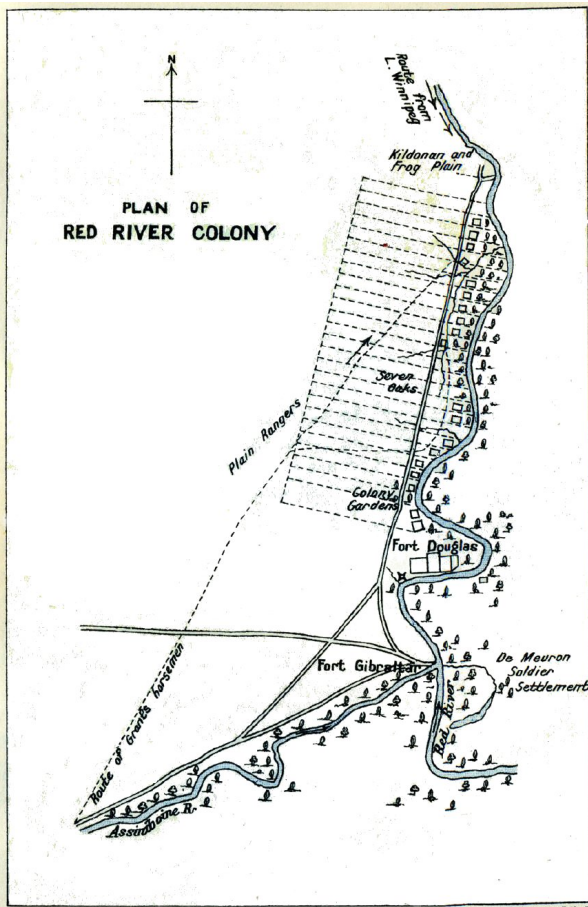 Route from
L. Winnipeg
N
Kildonan and
Frog Plain
PLAN OF
RED RIVER COLONY
Seven
Oaks
Plain Rangers
Colony
Gardens
Fort Douglas
Fort Gibraltar
De Meuron
Soldier
Settlement
Red River
Route of Grant's horsemen
Assiniboine R.